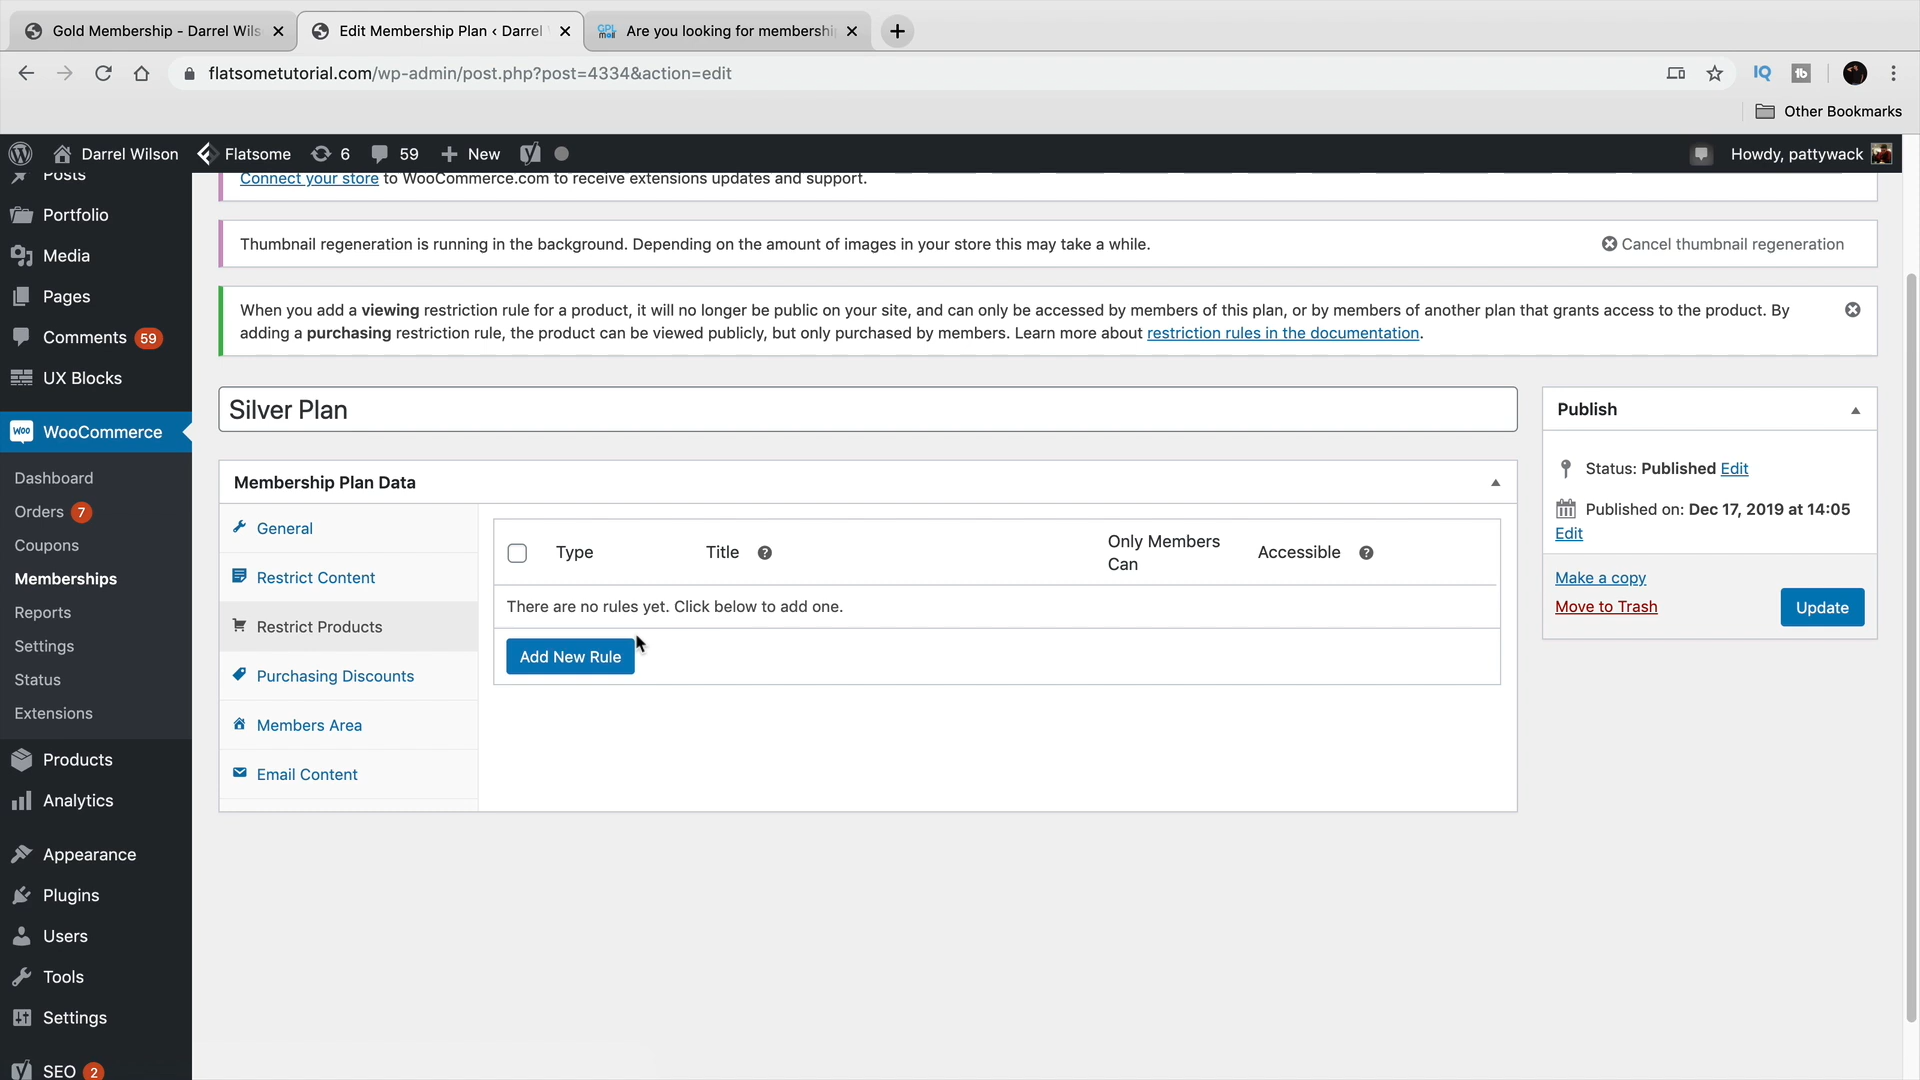 Gold Membership - Darrel Wils
Edit Membership Plan ‹ Darrel
GPL mall
Are you looking for membershi
flatsometutorial.com/wp-admin/post.php?post=4334&action=edit
IQ
tb
Other Bookmarks
Darrel Wilson
Flatsome
6
59
New
Howdy, pattywack
Posts
Portfolio
Media
Pages
Comments 59
UX Blocks
Woo WooCommerce
Dashboard
Orders 7
Coupons
Memberships
Reports
Settings
Status
Extensions
Products
Analytics
Appearance
Plugins
Users
Tools
Settings
SEO 2
Connect your store to WooCommerce.com to receive extensions updates and support.
Thumbnail regeneration is running in the background. Depending on the amount of images in your store this may take a while.
Cancel thumbnail regeneration
When you add a viewing restriction rule for a product, it will no longer be public on your site, and can only be accessed by members of this plan, or by members of another plan that grants access to the product. By
adding a purchasing restriction rule, the product can be viewed publicly, but only purchased by members. Learn more about restriction rules in the documentation.
Silver Plan
Membership Plan Data
General
Restrict Content
Restrict Products
Purchasing Discounts
Members Area
Email Content
Type
Title ?
Only Members
Can
Accessible ?
There are no rules yet. Click below to add one.
Add New Rule
Publish
Status: Published Edit
Published on: Dec 17, 2019 at 14:05
Edit
Make a copy
Move to Trash
Update